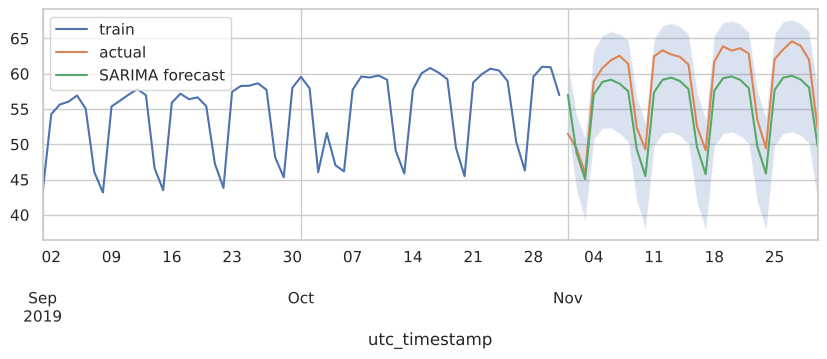 train
actual
SARIMA forecast
65
60
55
50
45
40
02 09 16 23 30 07 14 21 28 04 11 18 25
Sep Oct Nov
2019
utc_timestamp